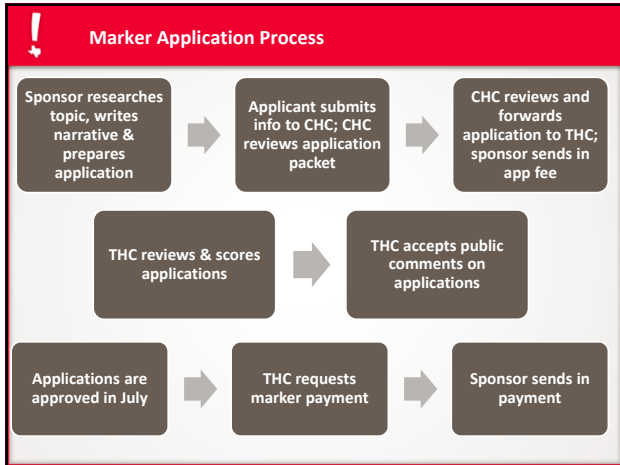 Marker Application Process
Sponsor researches
topic, writes
narrative &
prepares
application
Applicant submits
info to CHC; CHC
reviews application
packet
CHC reviews and
forwards
application to THC;
sponsor sends in
app fee
THC reviews & scores
applications
THC accepts public
comments on
applications
Applications are
approved in July
THC requests
marker payment
Sponsor sends in
payment